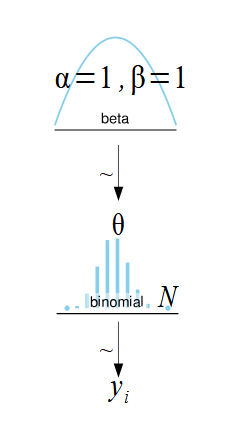 α=1,β=1
beta
~
θ
binomial N
~
y_i